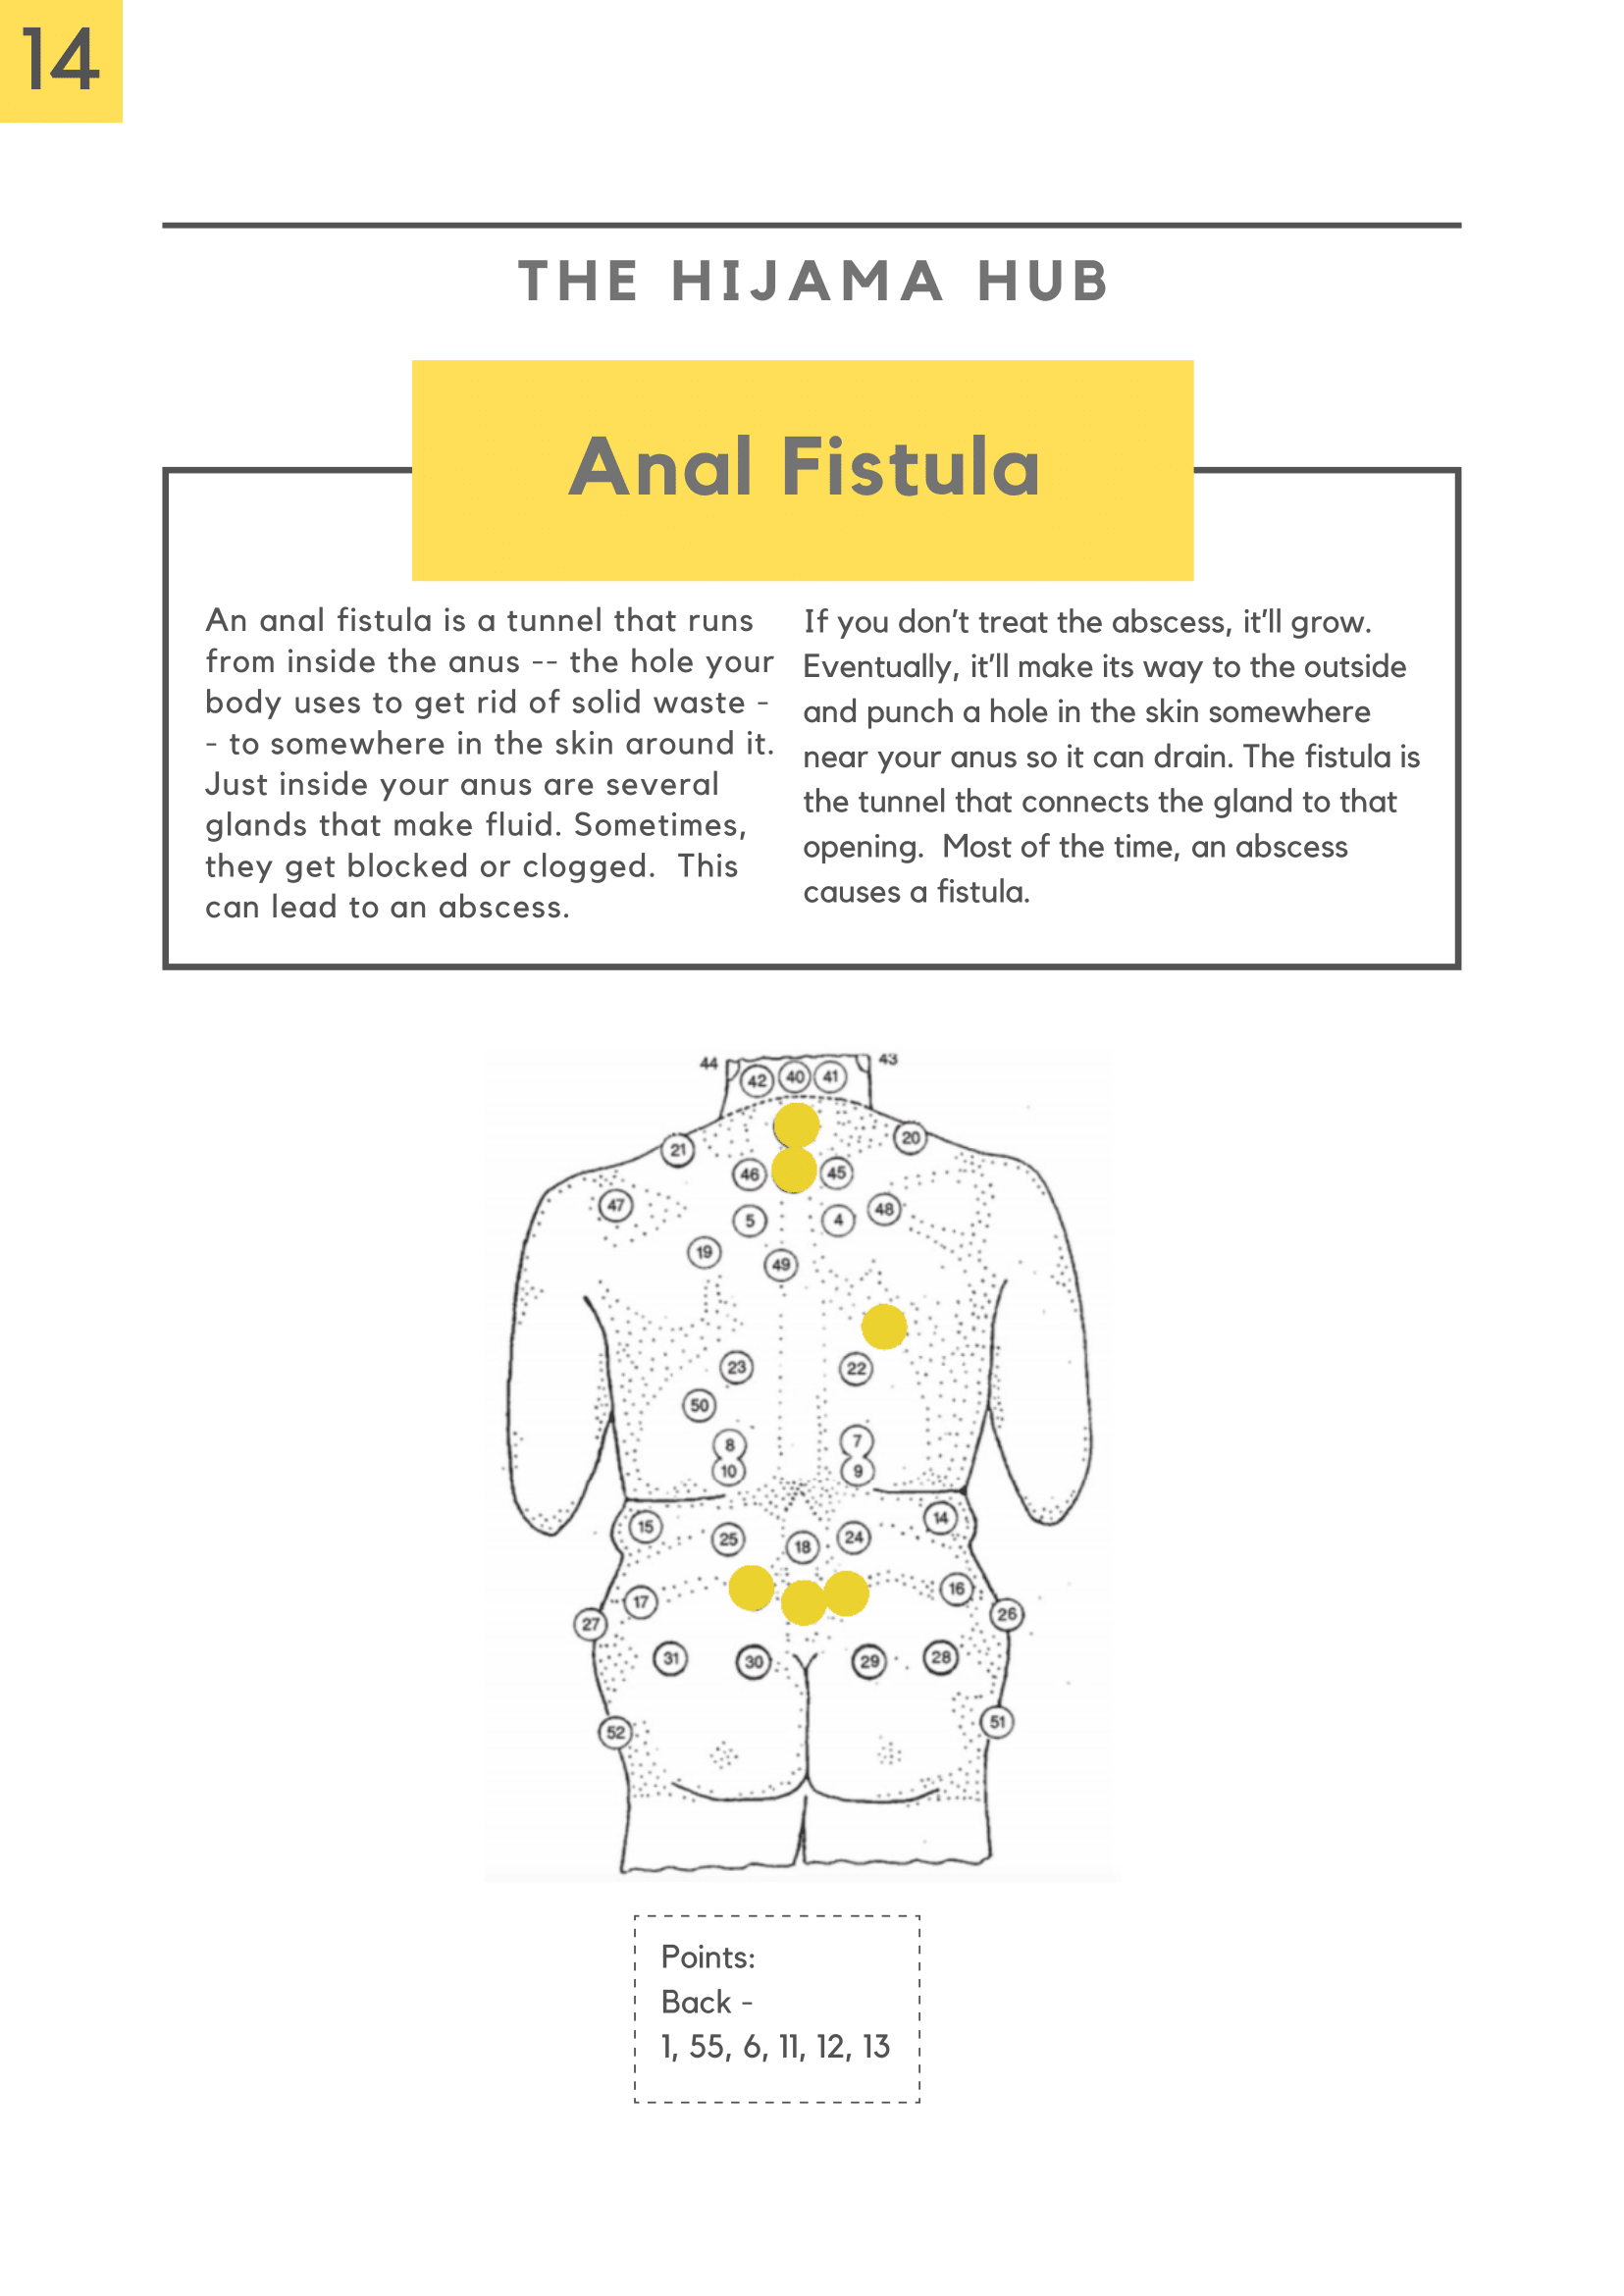 14
THE HIJAMA HUB
Anal Fistula
An anal fistula is a tunnel that runs
from inside the anus -- the hole your
body uses to get rid of solid waste -
- to somewhere in the skin around it.
Just inside your anus are several
glands that make fluid. Sometimes,
they get blocked or clogged.  This
can lead to an abscess.
If you don't treat the abscess, it'll grow.
Eventually, it'll make its way to the outside
and punch a hole in the skin somewhere
near your anus so it can drain. The fistula is
the tunnel that connects the gland to that
opening.  Most of the time, an abscess
causes a fistula.
44 42 40 41 43
21 20
46 45
47 5 4 48
19 49
23 22
50
8 7
10 9
15 25 18 24 14
17 16
27 26
31 30 29 28
52 51
Points:
Back -
1, 55, 6, 11, 12, 13